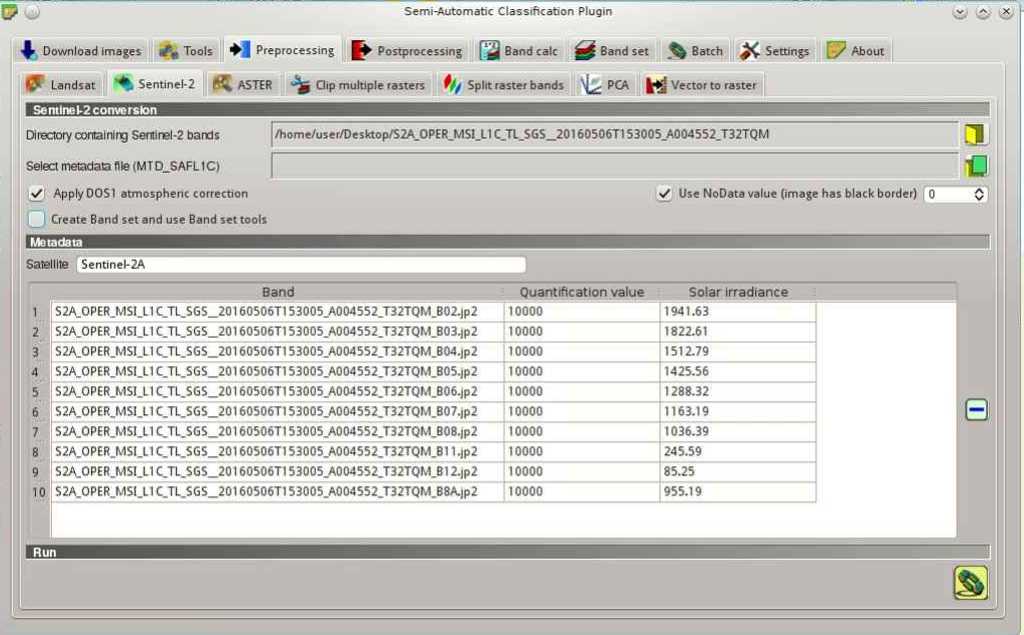 Semi-Automatic Classification Plugin
Download images Tools Preprocessing Postprocessing Band calc Band set Batch Settings About
Landsat Sentinel-2 ASTER Clip multiple rasters Split raster bands PCA Vector to raster
Sentinel-2 conversion
Directory containing Sentinel-2 bands /home/user/Desktop/S2A_OPER_MSI_L1C_TL_SGS__20160506T153005_A004552_T32TQM
Select metadata file (MTD_SAFL1C)
Apply DOS1 atmospheric correction Use NoData value (image has black border) 0
Create Band set and use Band set tools
Metadata
Satellite Sentinel-2A
Band Quantification value Solar irradiance
1 S2A_OPER_MSI_L1C_TL_SGS__20160506T153005_A004552_T32TQM_B02.jp2 10000 1941.63
2 S2A_OPER_MSI_L1C_TL_SGS__20160506T153005_A004552_T32TQM_B03.jp2 10000 1822.61
3 S2A_OPER_MSI_L1C_TL_SGS__20160506T153005_A004552_T32TQM_B04.jp2 10000 1512.79
4 S2A_OPER_MSI_L1C_TL_SGS__20160506T153005_A004552_T32TQM_B05.jp2 10000 1425.56
5 S2A_OPER_MSI_L1C_TL_SGS__20160506T153005_A004552_T32TQM_B06.jp2 10000 1288.32
6 S2A_OPER_MSI_L1C_TL_SGS__20160506T153005_A004552_T32TQM_B07.jp2 10000 1163.19
7 S2A_OPER_MSI_L1C_TL_SGS__20160506T153005_A004552_T32TQM_B08.jp2 10000 1036.39
8 S2A_OPER_MSI_L1C_TL_SGS__20160506T153005_A004552_T32TQM_B11.jp2 10000 245.59
9 S2A_OPER_MSI_L1C_TL_SGS__20160506T153005_A004552_T32TQM_B12.jp2 10000 85.25
10 S2A_OPER_MSI_L1C_TL_SGS__20160506T153005_A004552_T32TQM_B8A.jp2 10000 955.19
Run